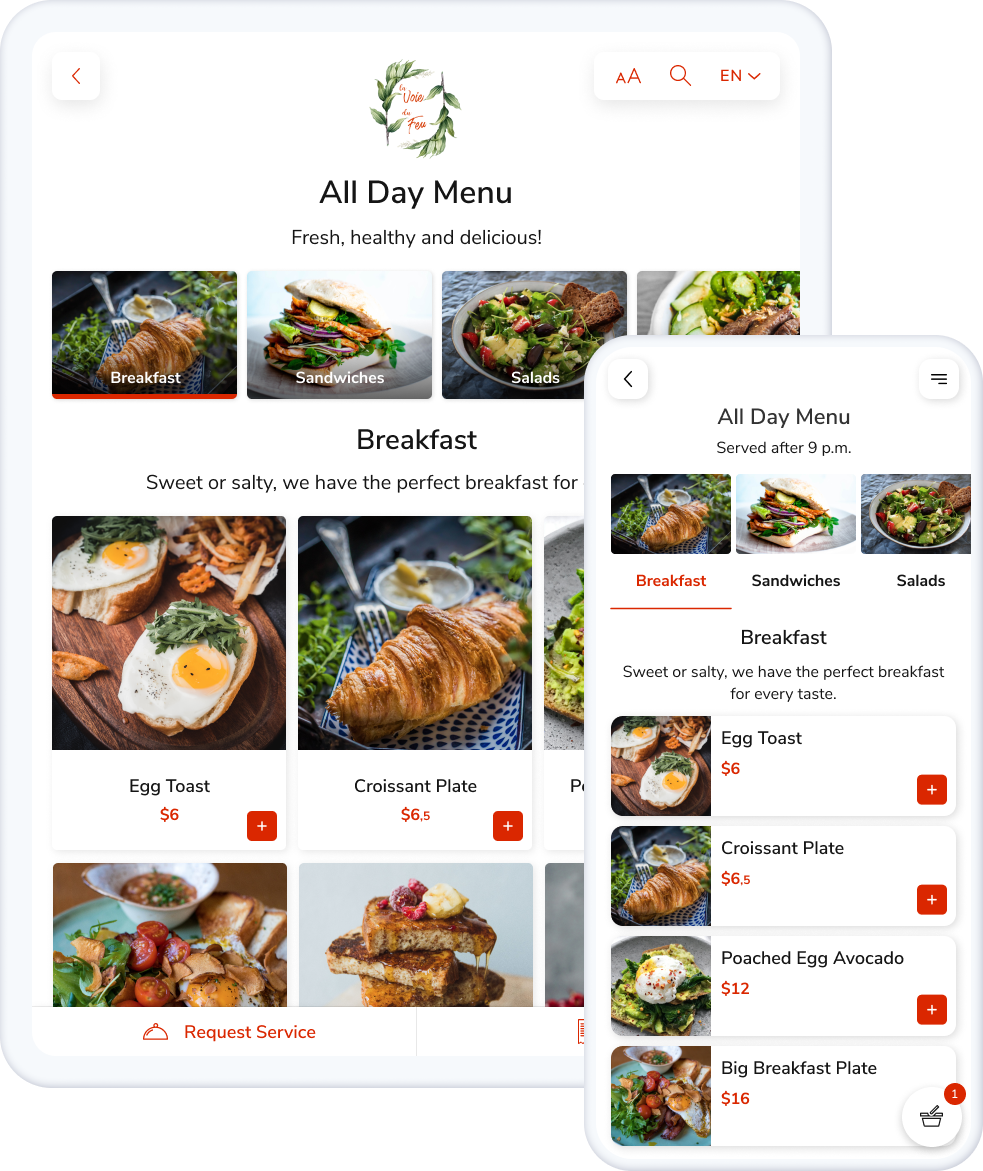 la
Voie
du
Feu
AA
EN
All Day Menu
Fresh, healthy and delicious!
Breakfast
Sandwiches
Salads
Breakfast
Sweet or salty, we have the perfect breakfast for
Egg Toast
$6
+
Croissant Plate
$6,5
+
Request Service
All Day Menu
Served after 9 p.m.
Breakfast
Sandwiches
Salads
Breakfast
Sweet or salty, we have the perfect breakfast
for every taste.
Egg Toast
$6
+
Croissant Plate
$6,5
+
Poached Egg Avocado
$12
+
Big Breakfast Plate
$16
1